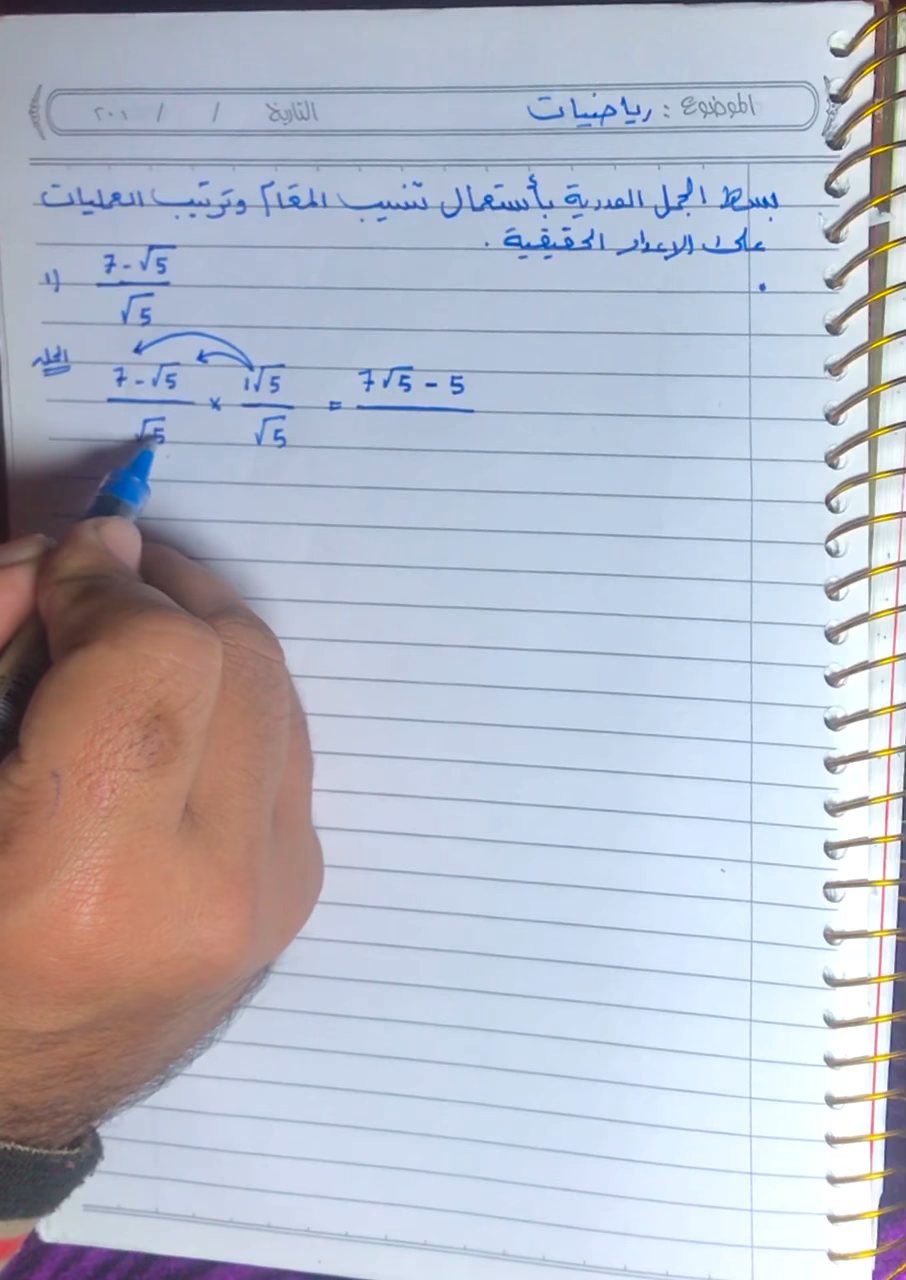 الموضوع : رياضيات التاريخ / / ٢٠١
بسط الجمل العددية بأستعمال تنسيب المقام وترتيب العمليات
على الاعداد الحقيقية .
١) 7-√5
√5
الحل
7-√5 / √5 × 1√5 / √5 = 7√5 - 5